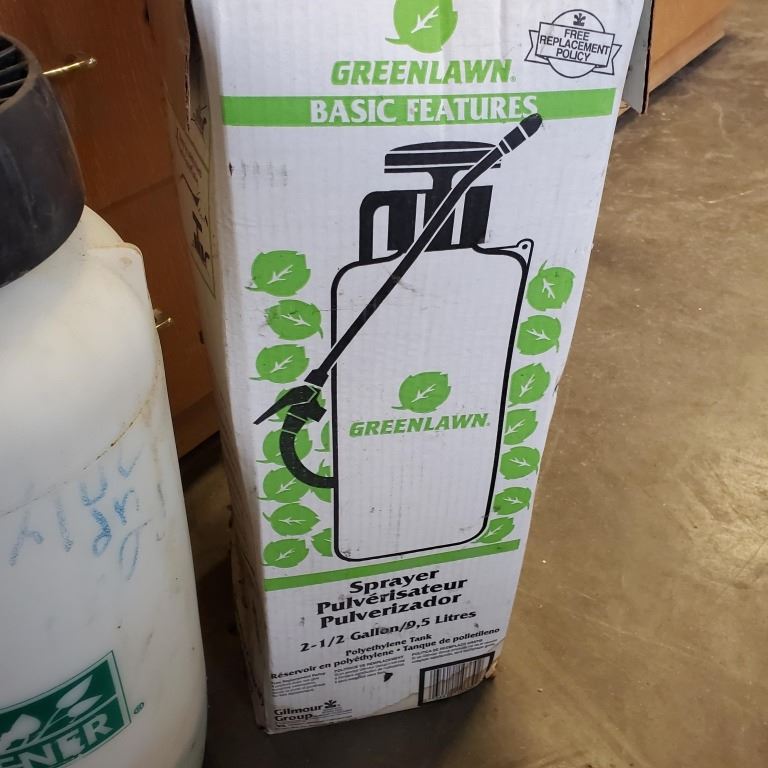 GREENLAWN®
FREE
REPLACEMENT
POLICY
BASIC FEATURES
GREENLAWN®
Sprayer
Pulvérisateur
Pulverizador
2-1/2 Gallon/9,5 Litres
Polyethylene Tank
Réservoir en polyéthylène • Tanque de polietileno
Gilmour
Group
ENER®